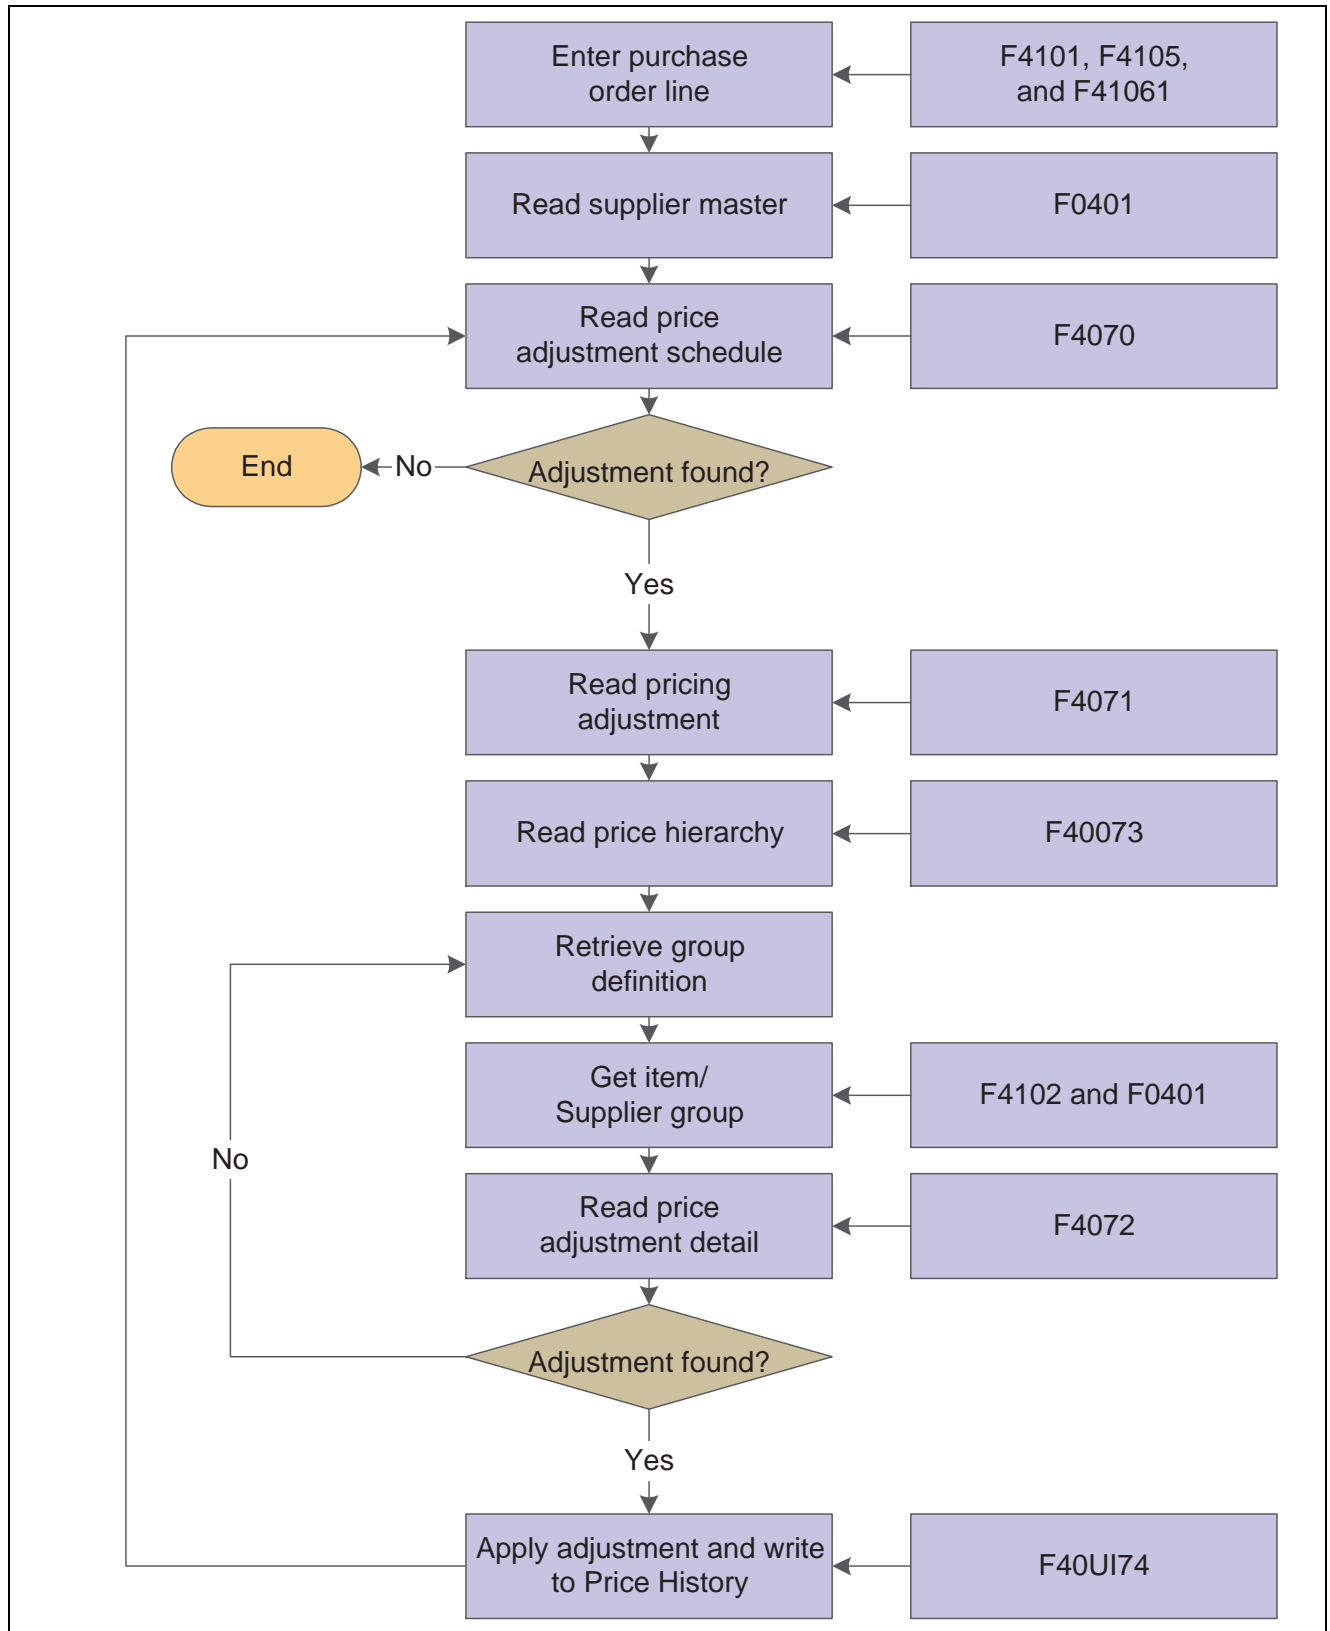 Enter purchase
order line
F4101, F4105,
and F41061
Read supplier master
F0401
Read price
adjustment schedule
F4070
End
No
Adjustment found?
Yes
Read pricing
adjustment
F4071
Read price hierarchy
F40073
Retrieve group
definition
Get item/
Supplier group
F4102 and F0401
No
Read price
adjustment detail
F4072
Adjustment found?
Yes
Apply adjustment and write
to Price History
F40UI74